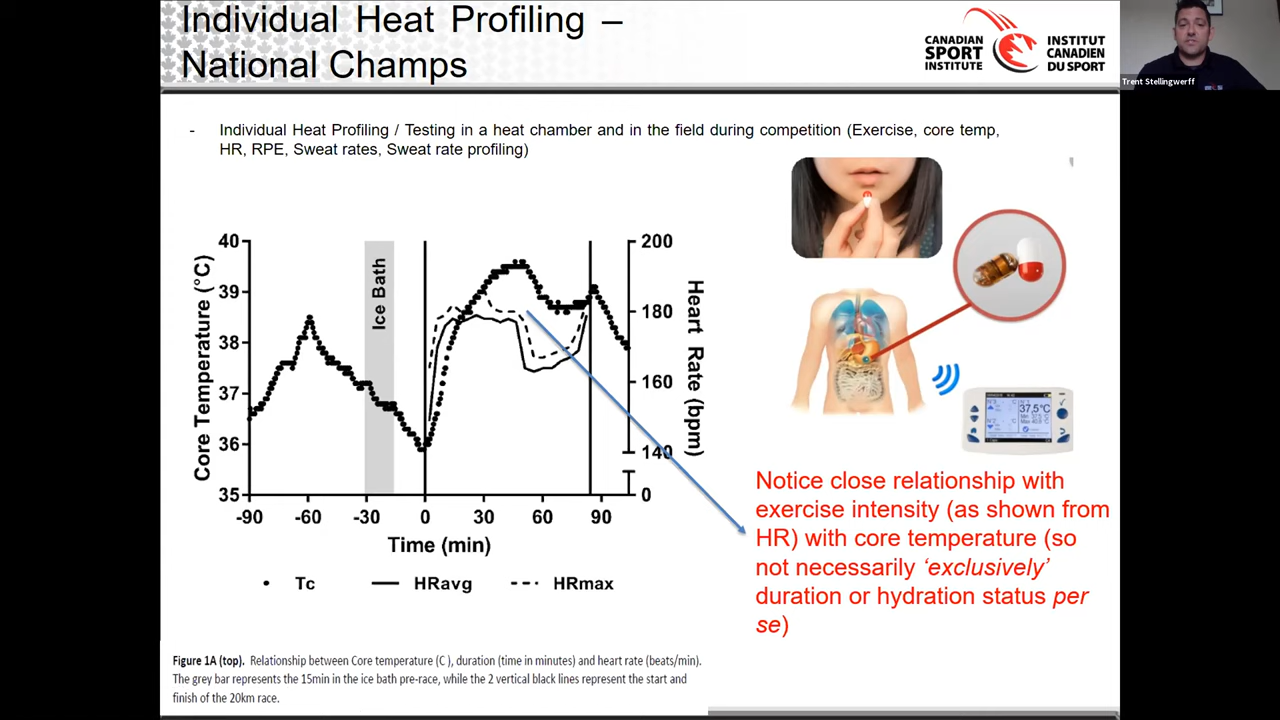 Individual Heat Profiling –
National Champs
CANADIAN
SPORT
INSTITUTE
INSTITUT
CANADIEN
DU SPORT
Trent Stellingwerff
- Individual Heat Profiling / Testing in a heat chamber and in the field during competition (Exercise, core temp,
HR, RPE, Sweat rates, Sweat rate profiling)
Core Temperature (°C)
40
39
38
37
36
35
Ice Bath
200
180
160
140
0
Heart Rate (bpm)
-90 -60 -30 0 30 60 90
Time (min)
Tc HRavg HRmax
37,5°C
Notice close relationship with
exercise intensity (as shown from
HR) with core temperature (so
not necessarily ‘exclusively’
duration or hydration status per
se)
Figure 1A (top). Relationship between Core temperature (C ), duration (time in minutes) and heart rate (beats/min).
The grey bar represents the 15min in the ice bath pre-race, while the 2 vertical black lines represent the start and
finish of the 20km race.